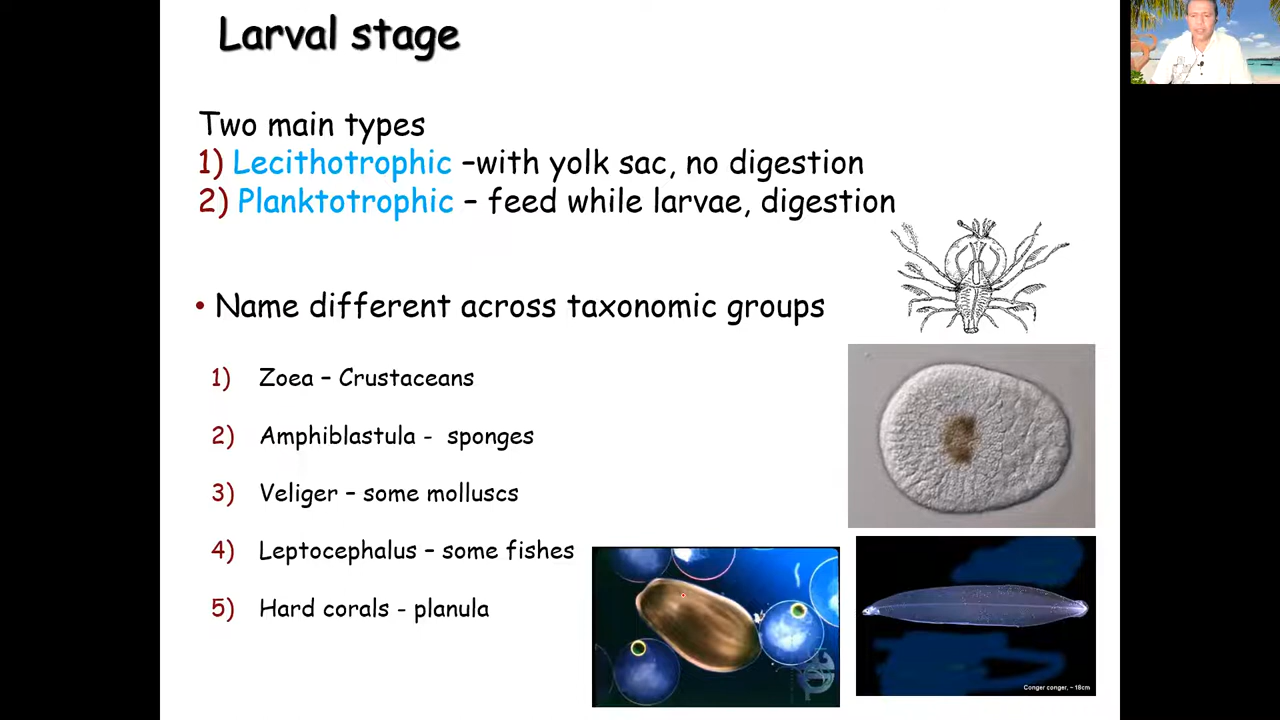 Larval stage
Two main types
1) Lecithotrophic –with yolk sac, no digestion
2) Planktotrophic – feed while larvae, digestion
• Name different across taxonomic groups
1) Zoea – Crustaceans
2) Amphiblastula - sponges
3) Veliger – some molluscs
4) Leptocephalus – some fishes
5) Hard corals - planula
Conger conger, ~ 18cm